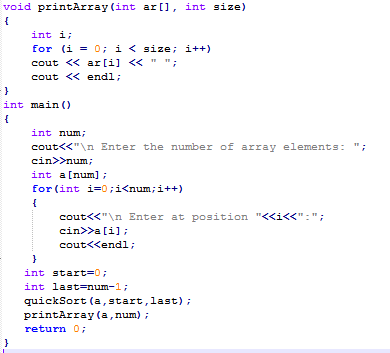 void printArray(int ar[], int size)
{
int i;
for (i = 0; i < size; i++)
cout << ar[i] << " ";
cout << endl;
}
int main()
{
int num;
cout<<"\n Enter the number of array elements: ";
cin>>num;
int a[num];
for(int i=0;i<num;i++)
{
cout<<"\n Enter at position "<<i<<":";
cin>>a[i];
cout<<endl;
}
int start=0;
int last=num-1;
quickSort(a,start,last);
printArray(a,num);
return 0;
}